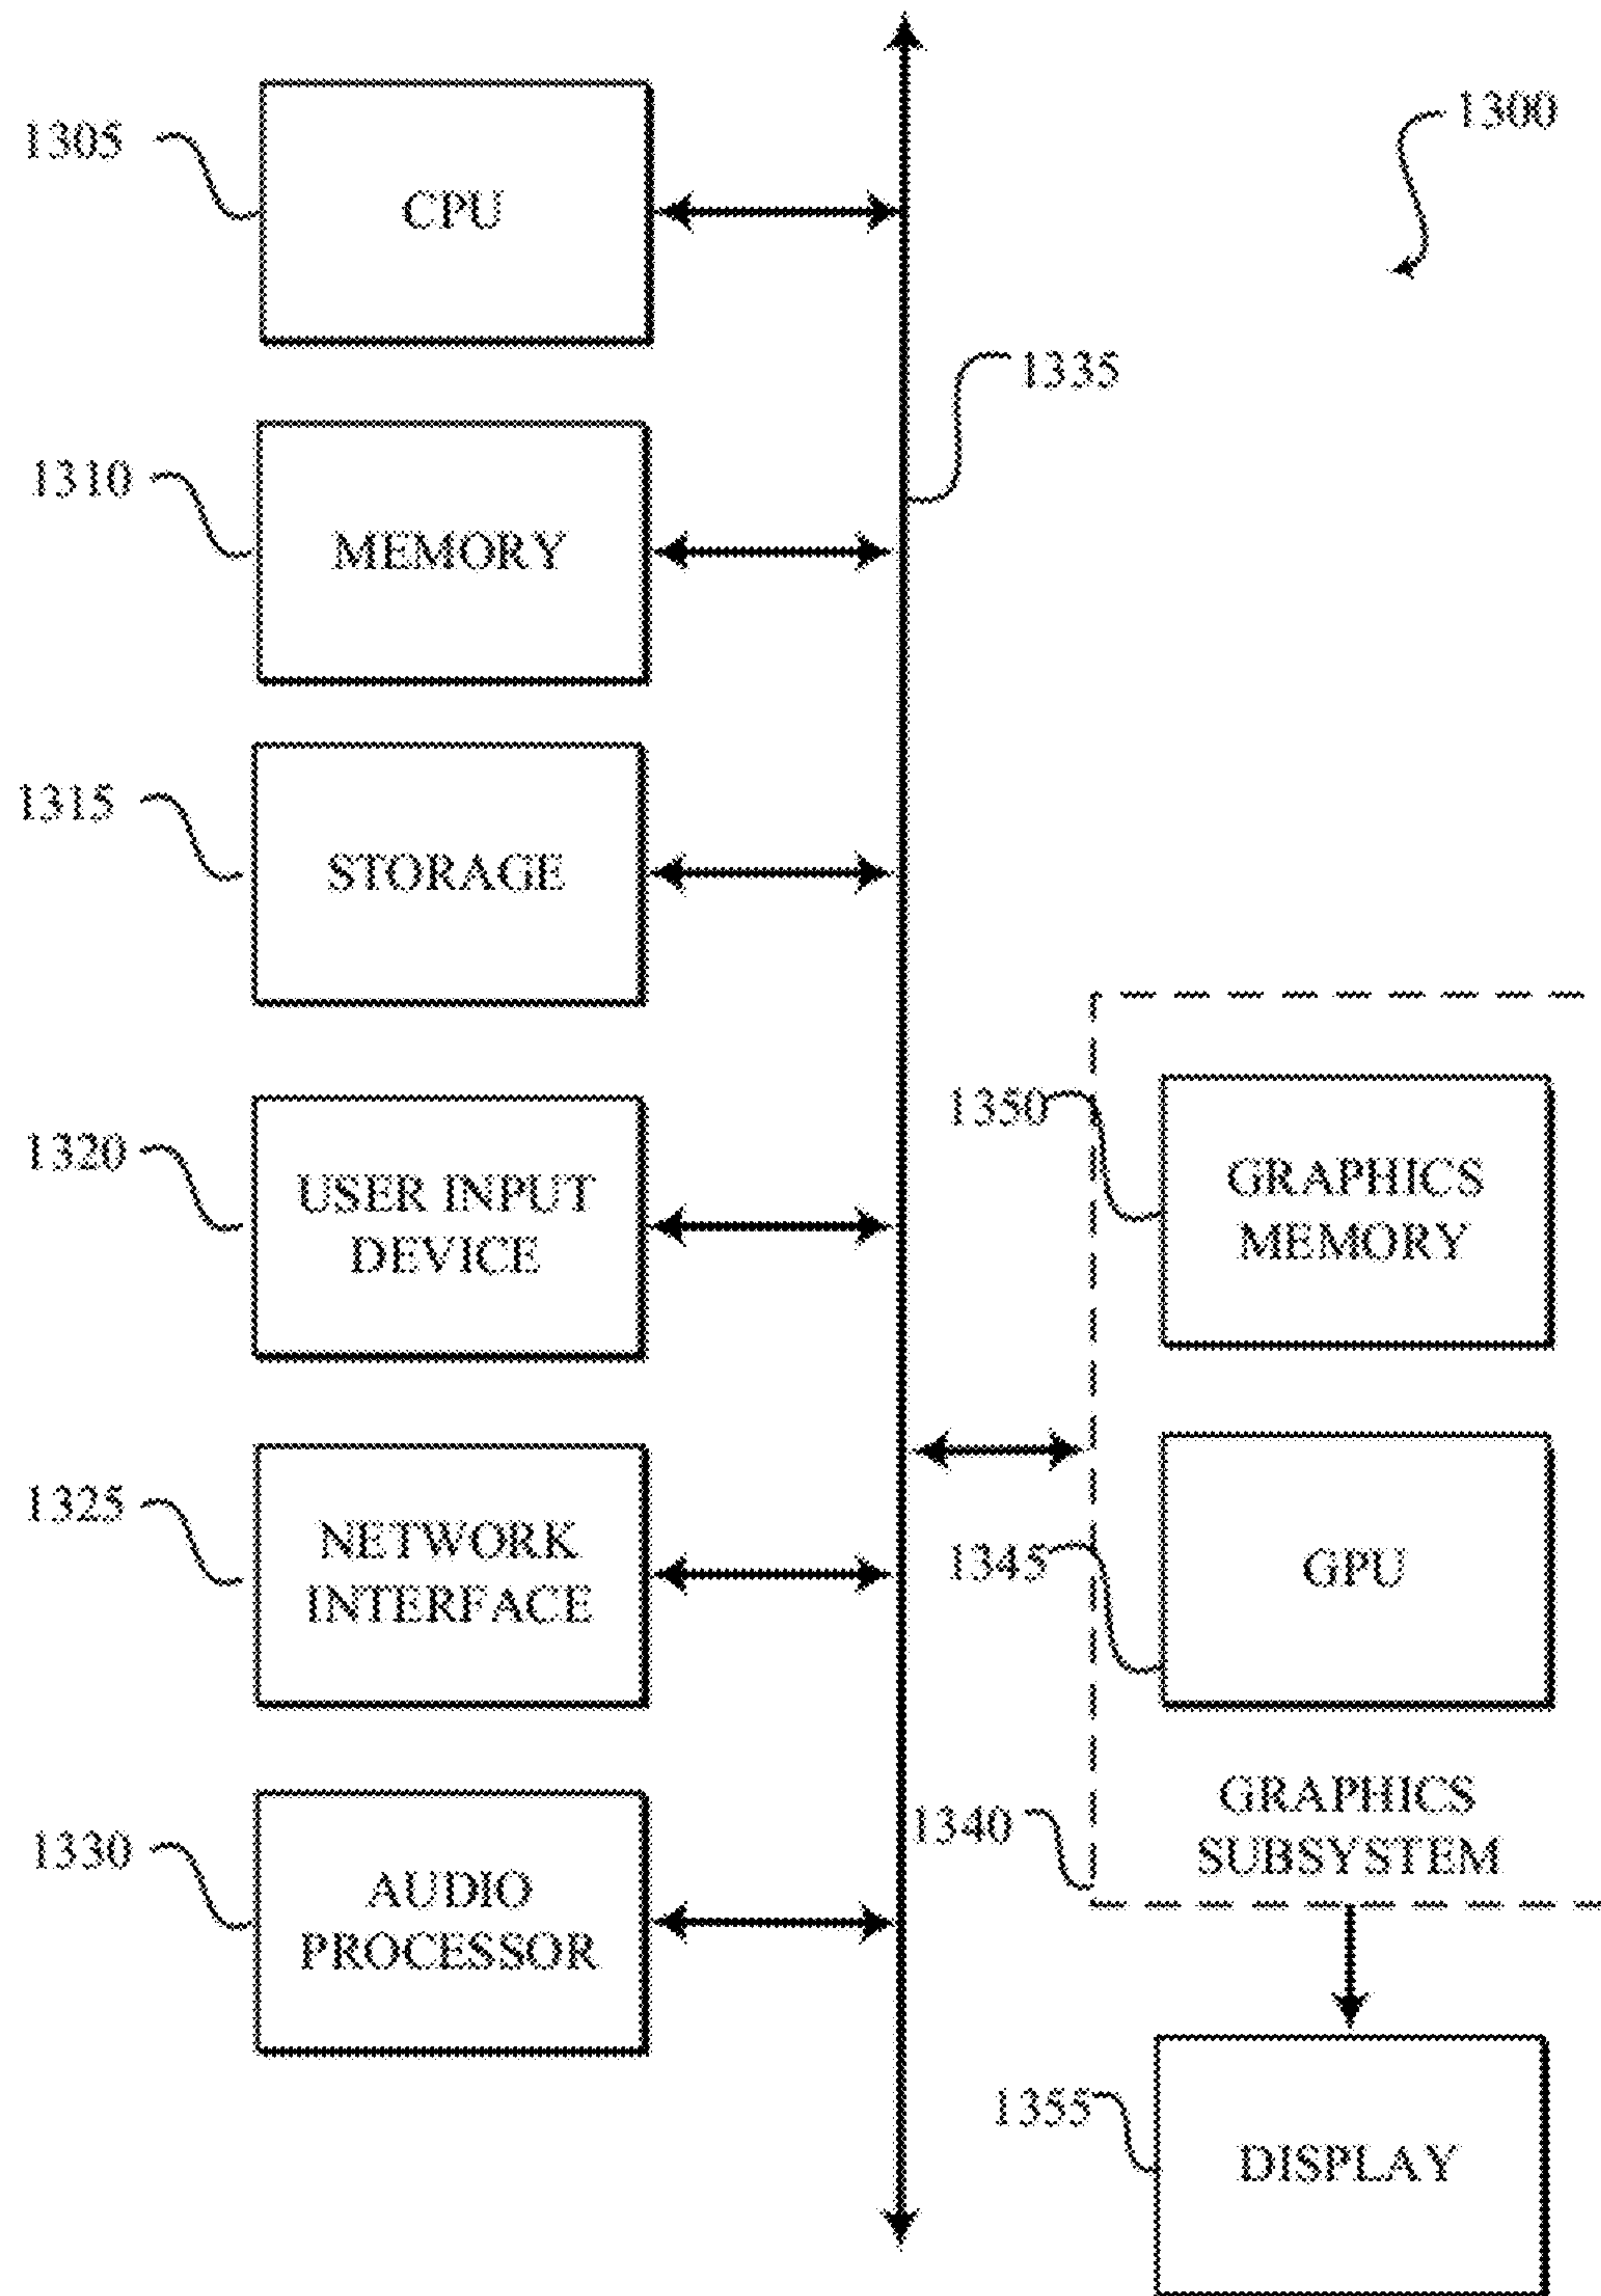 1300
1305
CPU
1335
1310
MEMORY
1315
STORAGE
1320
USER INPUT
DEVICE
1350
GRAPHICS
MEMORY
1325
NETWORK
INTERFACE
1345
GPU
1330
AUDIO
PROCESSOR
1340
GRAPHICS
SUBSYSTEM
1355
DISPLAY